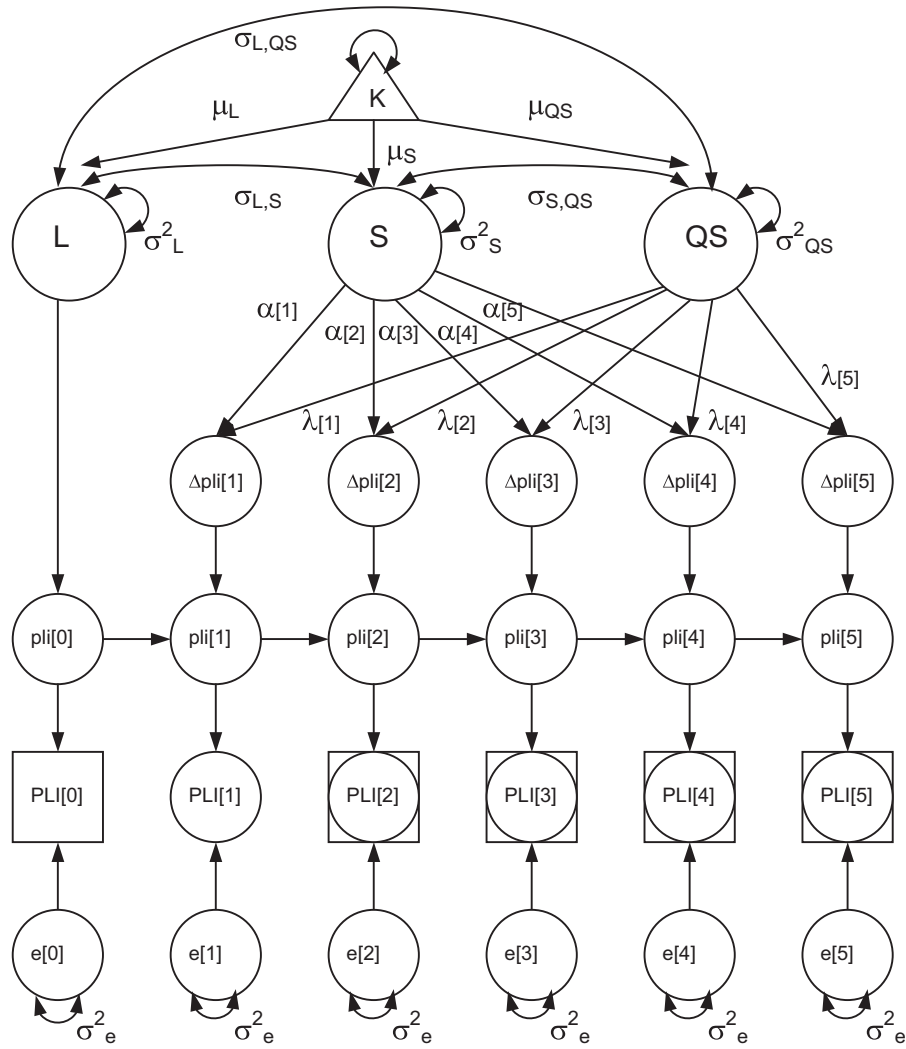 σL,QS
K
μL
μQS
μS
σL,S
σS,QS
L
σ²L
S
σ²S
QS
σ²QS
α[1]
α[2]
α[3]
α[4]
α[5]
λ[1]
λ[2]
λ[3]
λ[4]
λ[5]
Δpli[1]
Δpli[2]
Δpli[3]
Δpli[4]
Δpli[5]
pli[0]
pli[1]
pli[2]
pli[3]
pli[4]
pli[5]
PLI[0]
PLI[1]
PLI[2]
PLI[3]
PLI[4]
PLI[5]
e[0]
e[1]
e[2]
e[3]
e[4]
e[5]
σ²e
σ²e
σ²e
σ²e
σ²e
σ²e